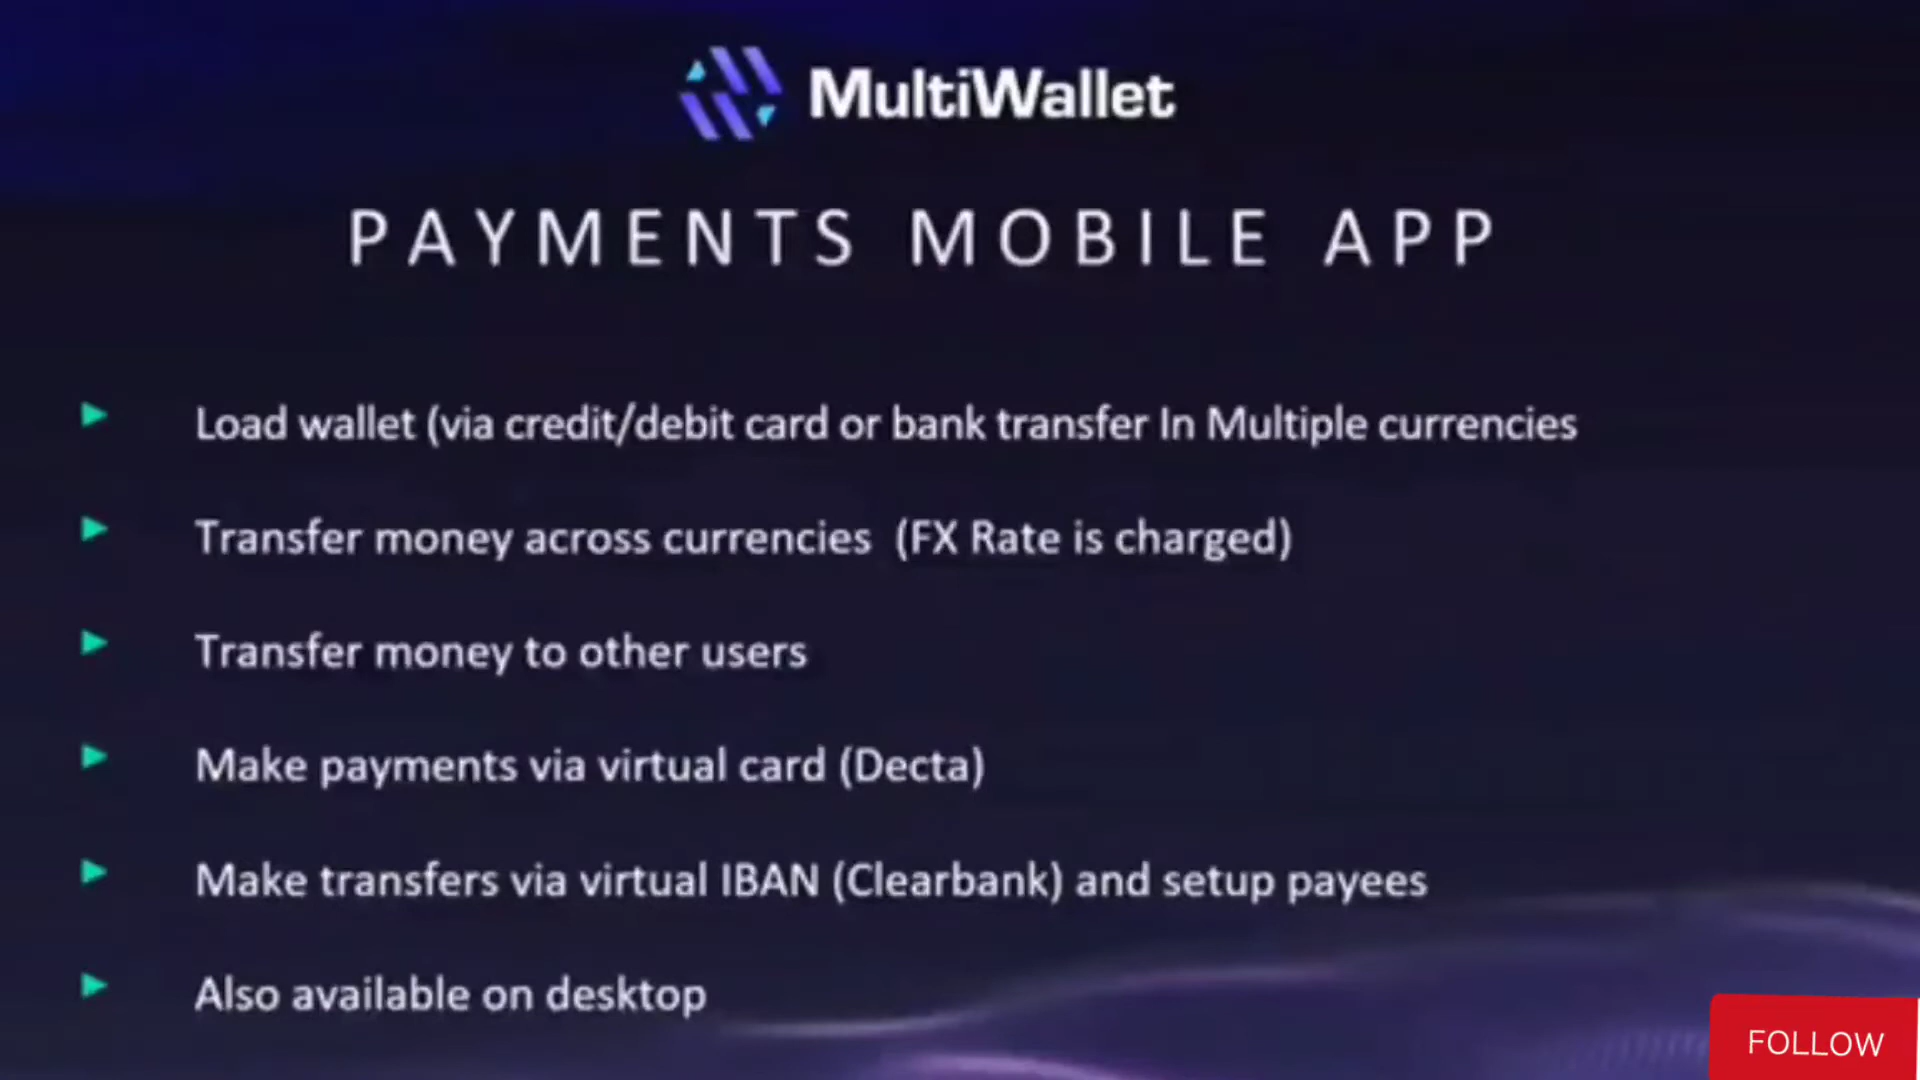 MultiWallet
PAYMENTS MOBILE APP
Load wallet (via credit/debit card or bank transfer In Multiple currencies
Transfer money across currencies (FX Rate is charged)
Transfer money to other users
Make payments via virtual card (Decta)
Make transfers via virtual IBAN (Clearbank) and setup payees
Also available on desktop
FOLLOW